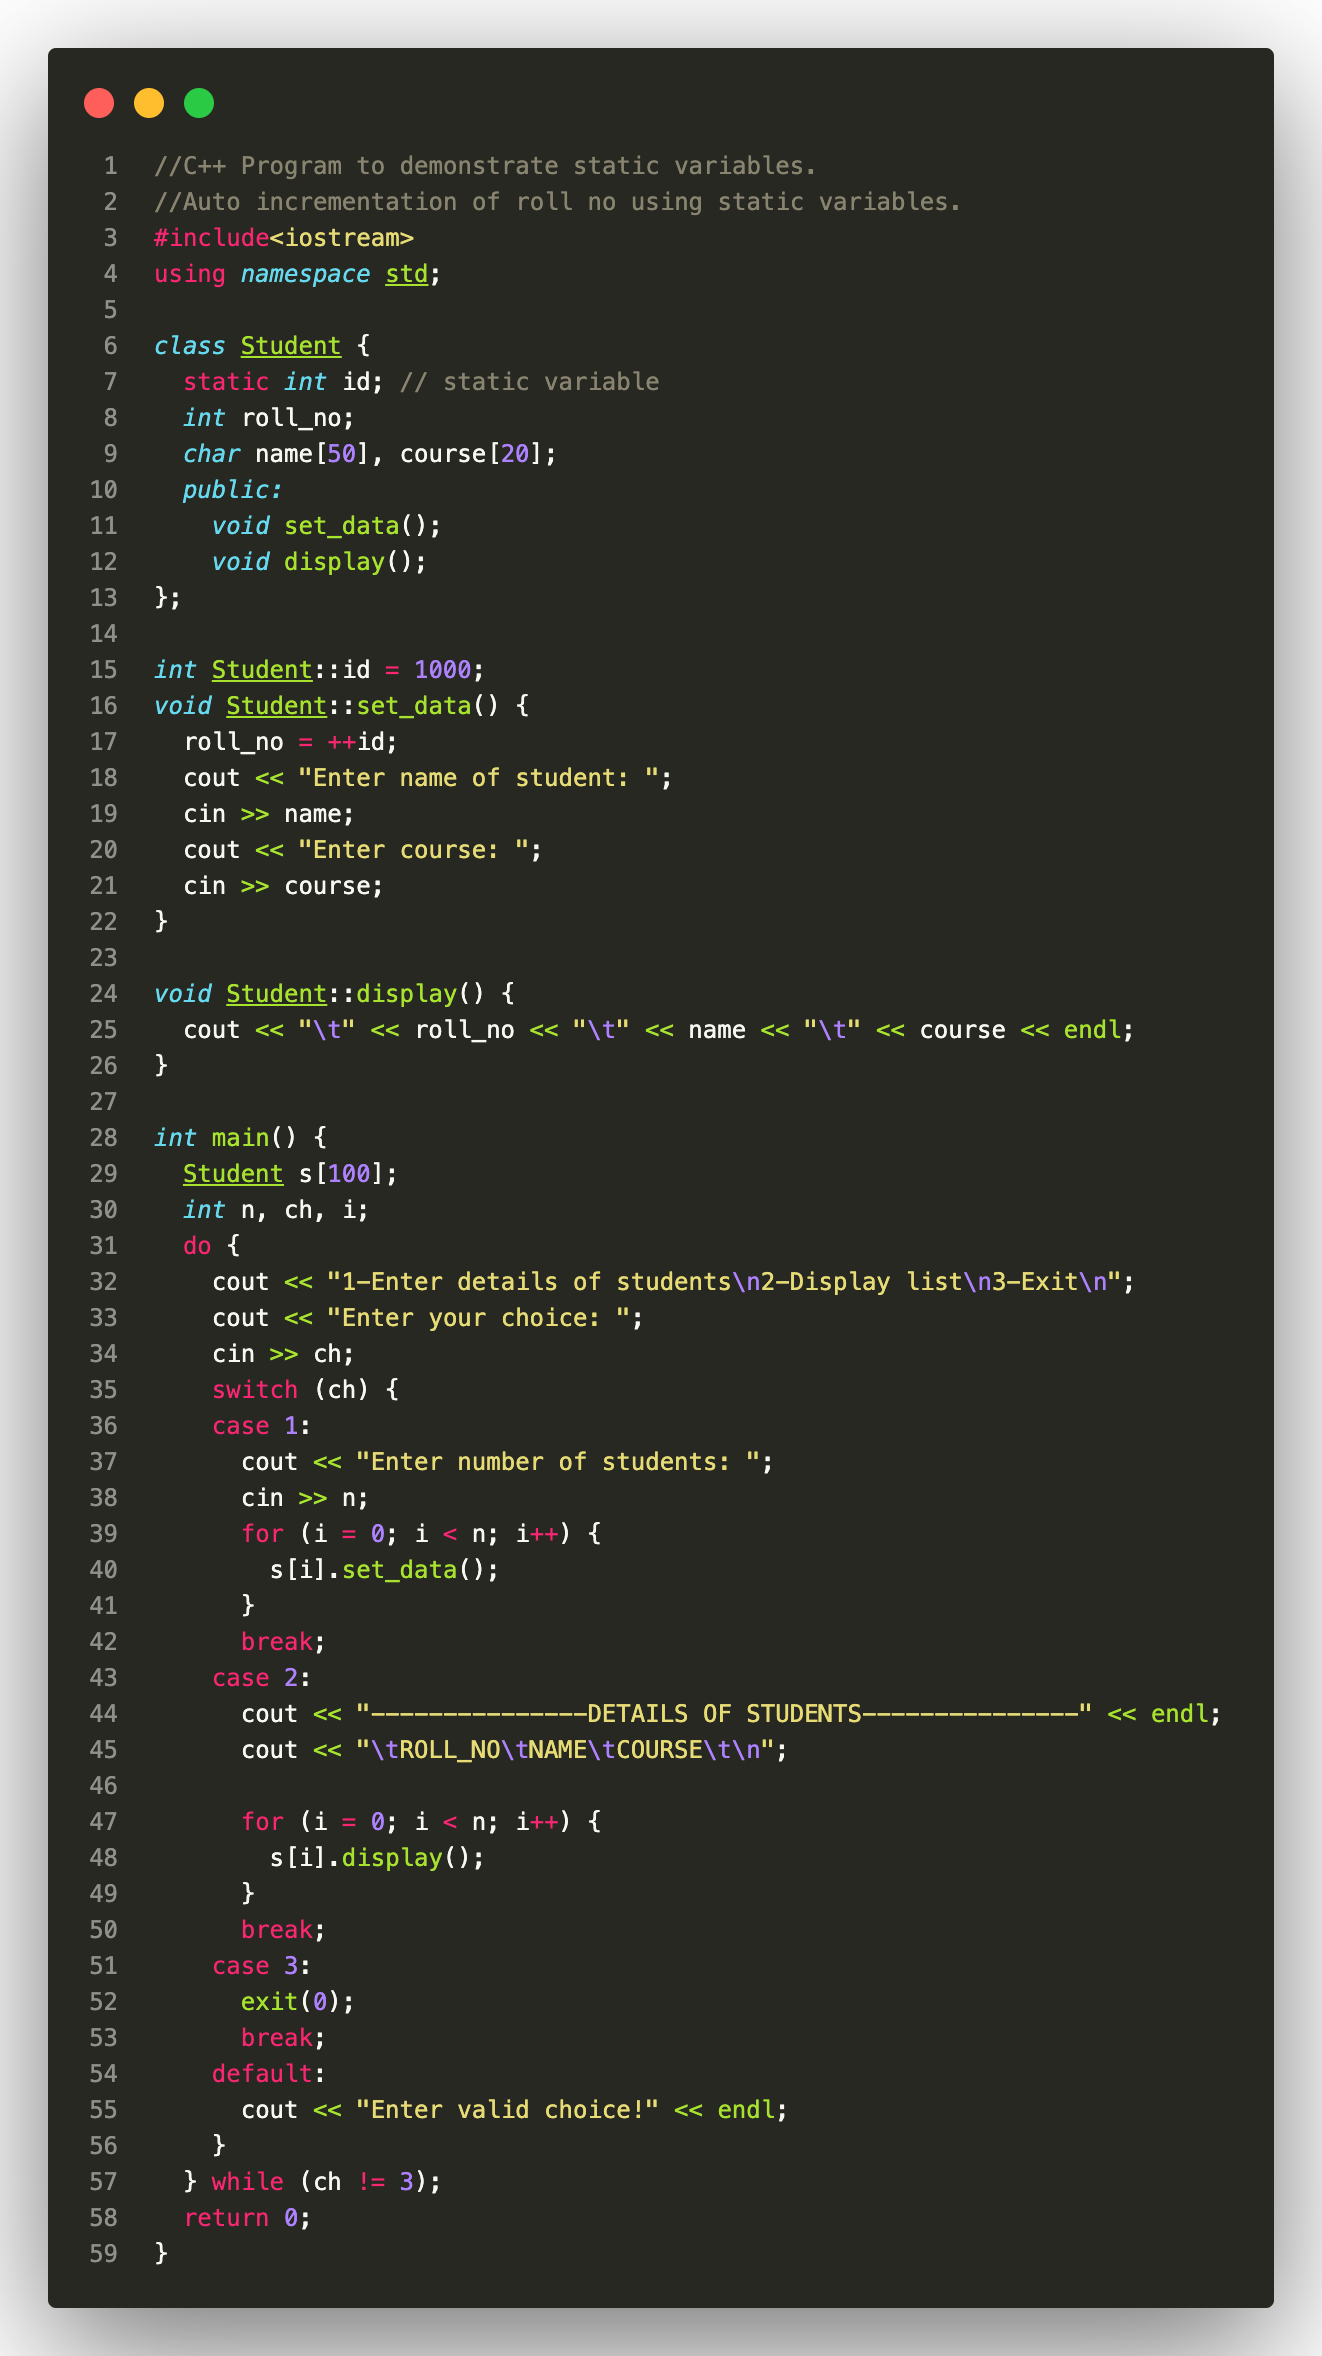 1 //C++ Program to demonstrate static variables.
2 //Auto incrementation of roll no using static variables.
3 #include<iostream>
4 using namespace std;
5
6 class Student {
7   static int id; // static variable
8   int roll_no;
9   char name[50], course[20];
10   public:
11     void set_data();
12     void display();
13 };
14
15 int Student::id = 1000;
16 void Student::set_data() {
17   roll_no = ++id;
18   cout << "Enter name of student: ";
19   cin >> name;
20   cout << "Enter course: ";
21   cin >> course;
22 }
23
24 void Student::display() {
25   cout << "\t" << roll_no << "\t" << name << "\t" << course << endl;
26 }
27
28 int main() {
29   Student s[100];
30   int n, ch, i;
31   do {
32     cout << "1-Enter details of students\n2-Display list\n3-Exit\n";
33     cout << "Enter your choice: ";
34     cin >> ch;
35     switch (ch) {
36     case 1:
37       cout << "Enter number of students: ";
38       cin >> n;
39       for (i = 0; i < n; i++) {
40         s[i].set_data();
41       }
42       break;
43     case 2:
44       cout << "---------------DETAILS OF STUDENTS---------------" << endl;
45       cout << "\tROLL_NO\tNAME\tCOURSE\t\n";
46
47       for (i = 0; i < n; i++) {
48         s[i].display();
49       }
50       break;
51     case 3:
52       exit(0);
53       break;
54     default:
55       cout << "Enter valid choice!" << endl;
56     }
57   } while (ch != 3);
58   return 0;
59 }